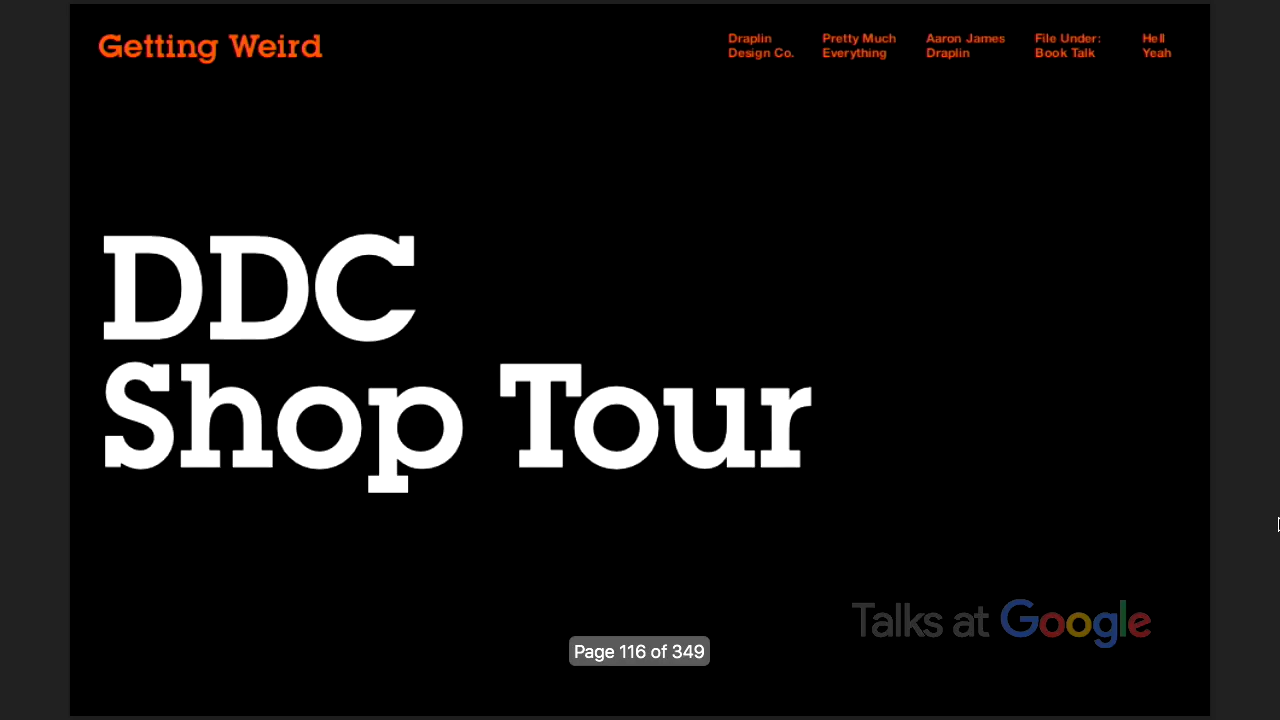 Getting Weird
Draplin
Design Co.
Pretty Much
Everything
Aaron James
Draplin
File Under:
Book Talk
Hell
Yeah
DDC
Shop Tour
Talks at Google
Page 116 of 349